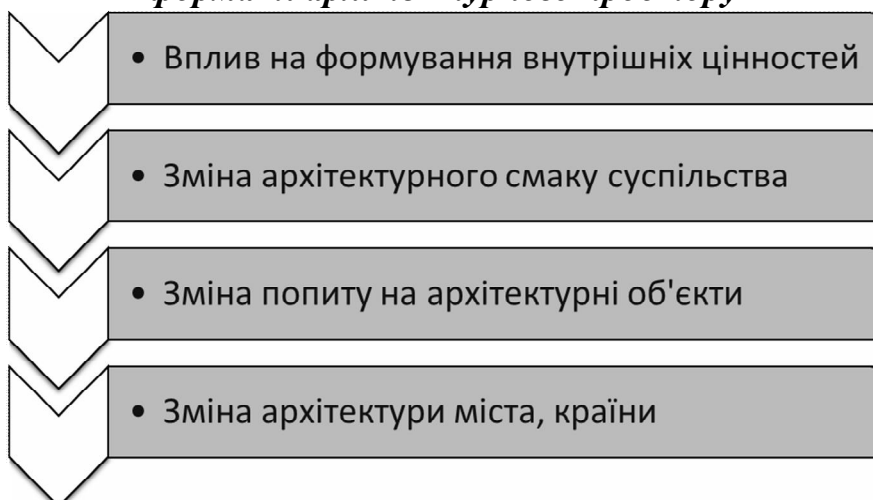 • Вплив на формування внутрішніх цінностей
• Зміна архітектурного смаку суспільства
• Зміна попиту на архітектурні об'єкти
• Зміна архітектури міста, країни